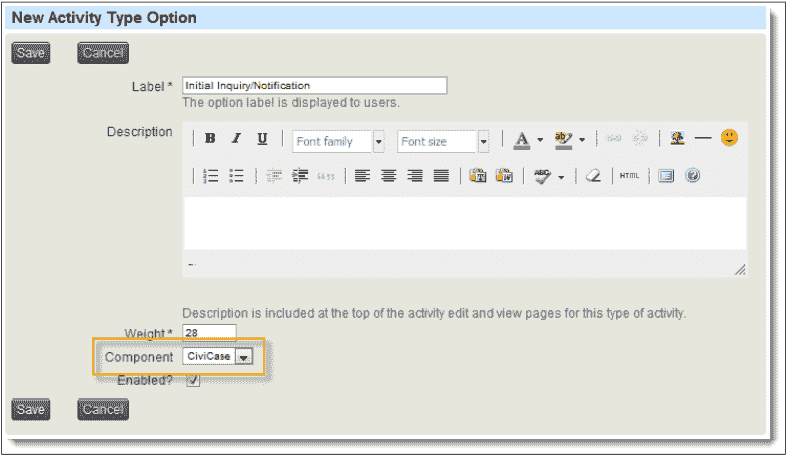 New Activity Type Option
Save Cancel
Label * Initial Inquiry/Notification
The option label is displayed to users.
Description
B I U Font family Font size A ab
ABC HTML
Description is included at the top of the activity edit and view pages for this type of activity.
Weight * 28
Component CiviCase
Enabled?
Save Cancel